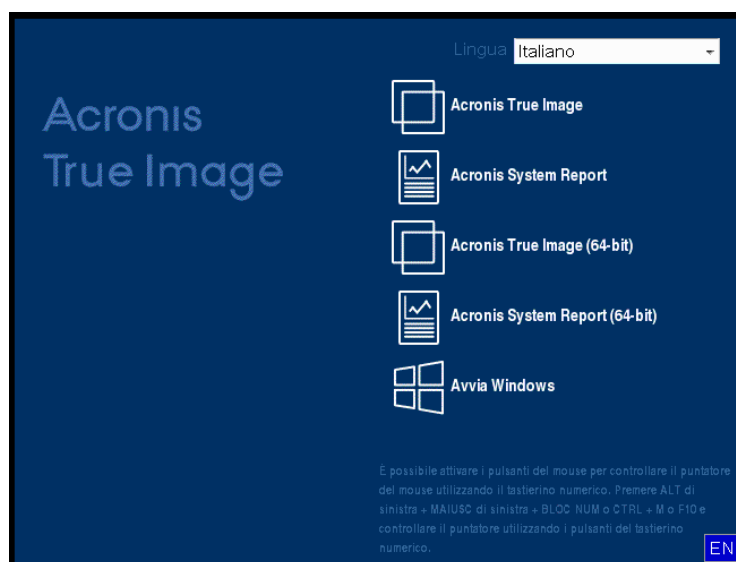 Lingua Italiano
Acronis
True Image
Acronis True Image
Acronis System Report
Acronis True Image (64-bit)
Acronis System Report (64-bit)
Avvia Windows
È possibile attivare i pulsanti del mouse per controllare il puntatore
del mouse utilizzando il tastierino numerico. Premere ALT di
sinistra + MAIUSC di sinistra + BLOC NUM o CTRL + M o F10 e
controllare il puntatore utilizzando i pulsanti del tastierino
numerico.
EN